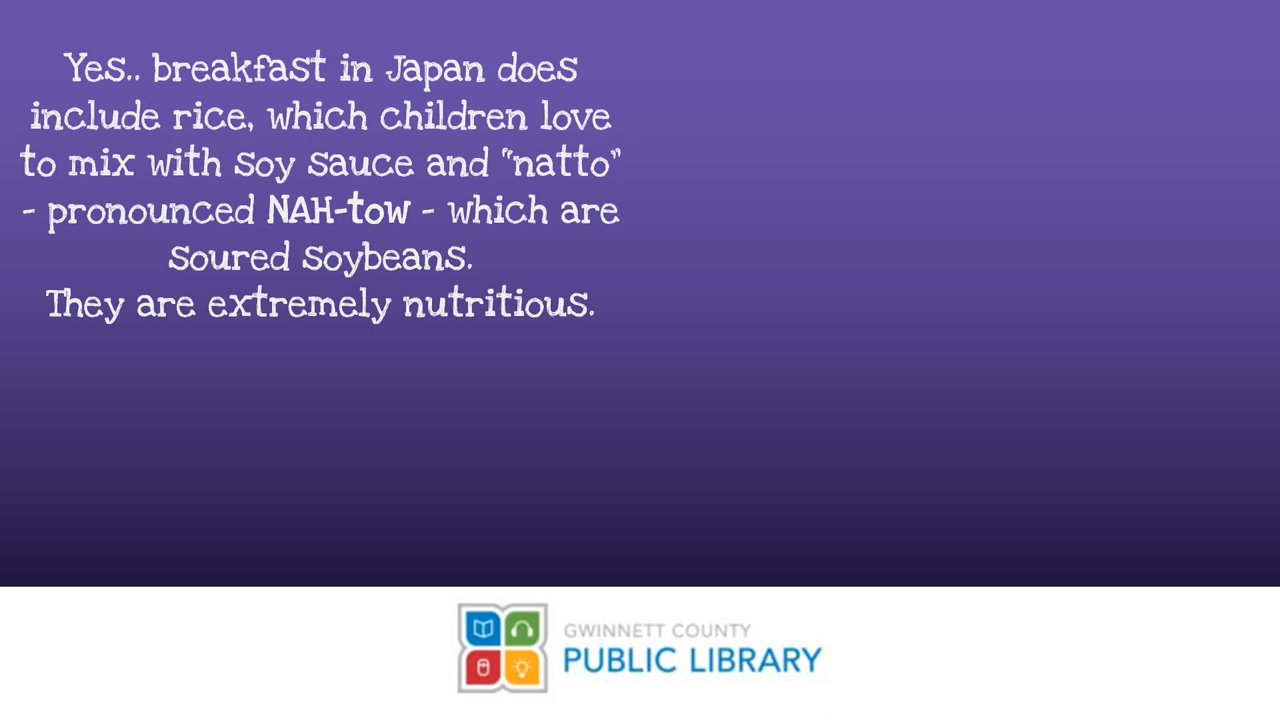 Yes.. breakfast in Japan does
include rice, which children love
to mix with soy sauce and "natto"
- pronounced NAH-tow - which are
soured soybeans.
They are extremely nutritious.
GWINNETT COUNTY
PUBLIC LIBRARY